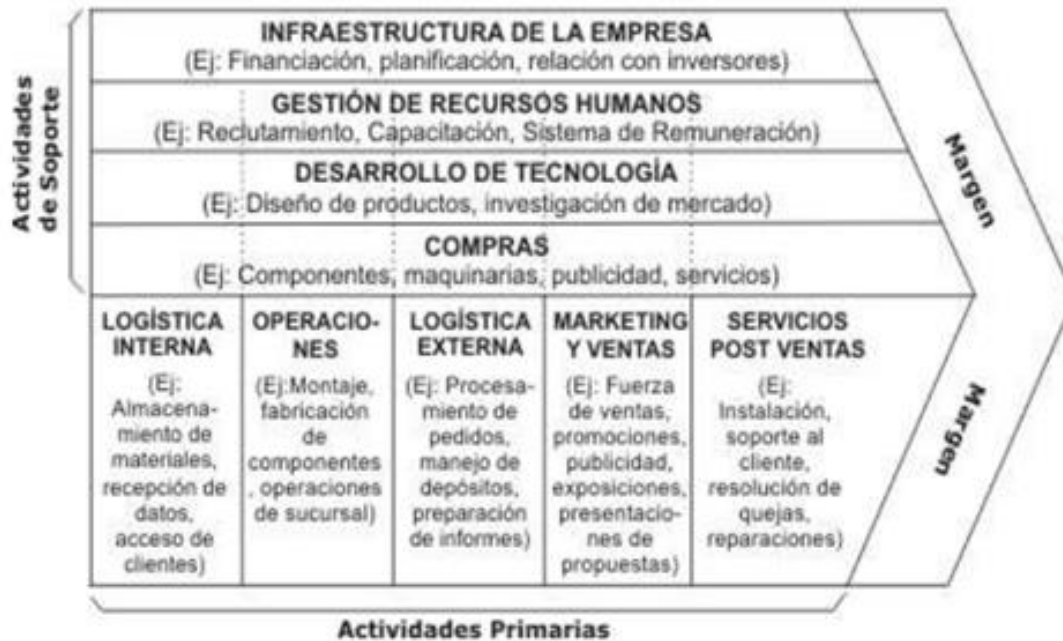 Actividades
de Soporte
INFRAESTRUCTURA DE LA EMPRESA
(Ej: Financiación, planificación, relación con inversores)
GESTIÓN DE RECURSOS HUMANOS
(Ej: Reclutamiento, Capacitación, Sistema de Remuneración)
DESARROLLO DE TECNOLOGÍA
(Ej: Diseño de productos, investigación de mercado)
COMPRAS
(Ej: Componentes, maquinarias, publicidad, servicios)
Margen
LOGÍSTICA
INTERNA
(Ej:
Almacena-
miento de
materiales,
recepción de
datos,
acceso de
clientes)
OPERACIO-
NES
(Ej:Montaje,
fabricación
de
componentes
, operaciones
de sucursal)
LOGÍSTICA
EXTERNA
(Ej: Procesa-
miento de
pedidos,
manejo de
depósitos,
preparación
de informes)
MARKETING
Y VENTAS
(Ej: Fuerza
de ventas,
promociones,
publicidad,
exposiciones,
presentacio-
nes de
propuestas)
SERVICIOS
POST VENTAS
(Ej:
Instalación,
soporte al
cliente,
resolución de
quejas,
reparaciones)
Margen
Actividades Primarias